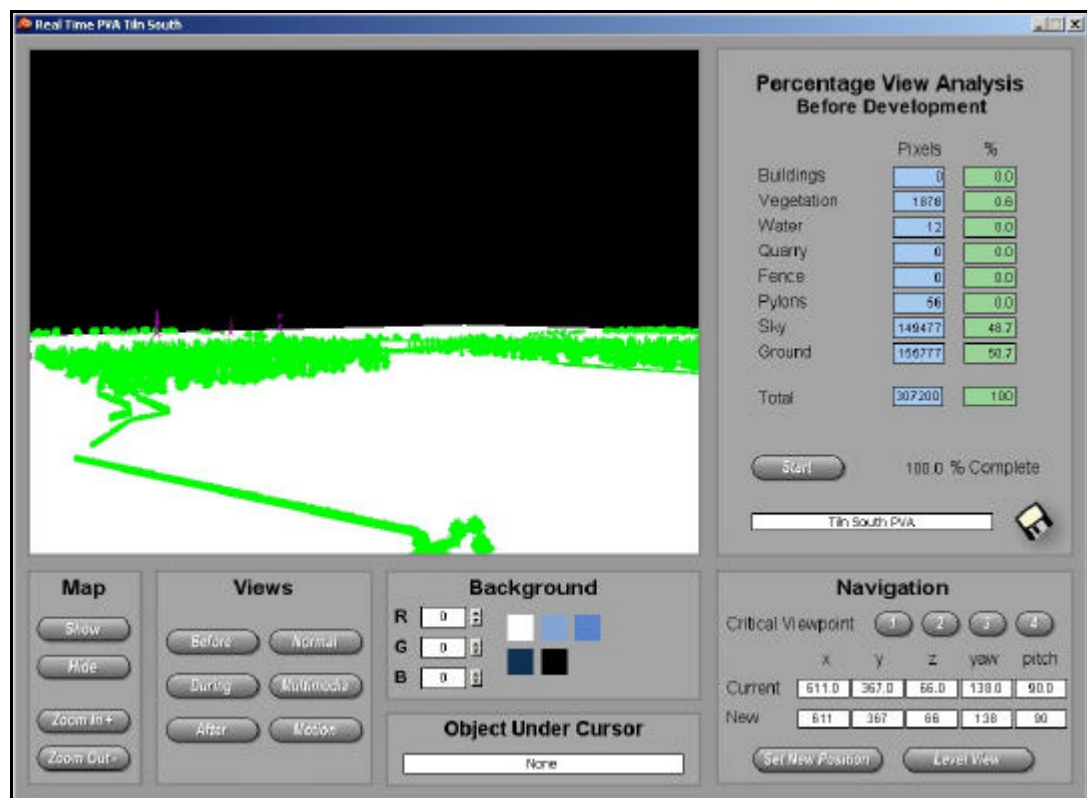 Real Time PVA Tiln South
Percentage View Analysis
Before Development
Pixels %
Buildings 0 0.0
Vegetation 1878 0.6
Water 12 0.0
Quarry 0 0.0
Fence 0 0.0
Pylons 56 0.0
Sky 149477 48.7
Ground 155777 50.7
Total 307200 100
Start 100.0 % Complete
Tiln South PVA
Map
Show
Hide
Zoom In +
Zoom Out -
Views
Before Normal
During Multimedia
After Motion
Background
R 0
G 0
B 0
Object Under Cursor
None
Navigation
Critical Viewpoint 1 2 3 4
x y z yaw pitch
Current 611.0 367.0 66.0 138.0 90.0
New 611 367 66 138 90
Set New Position Level View